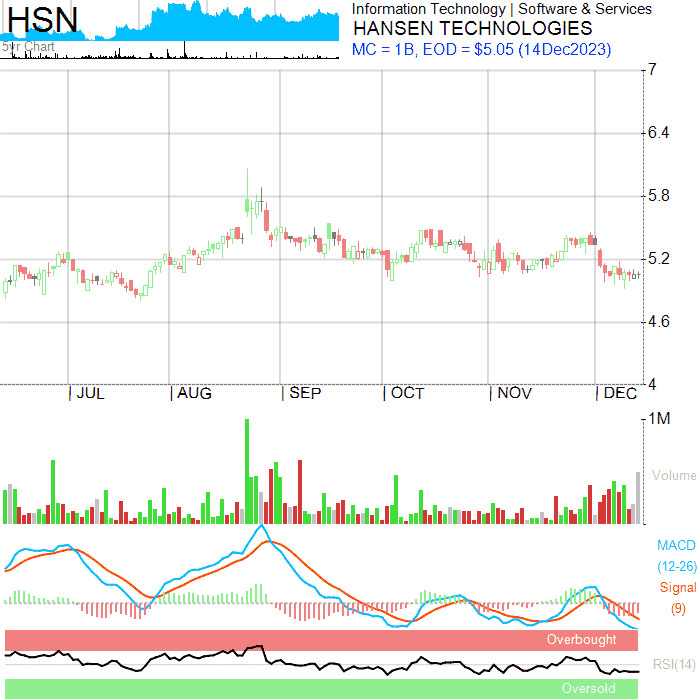 HSN
5yr Chart
Information Technology | Software & Services
HANSEN TECHNOLOGIES
MC = 1B, EOD = $5.05 (14Dec2023)
7
6.4
5.8
5.2
4.6
4
| JUL | AUG | SEP | OCT | NOV | DEC
1M
Volume
MACD
(12-26)
Signal
(9)
Overbought
RSI(14)
Oversold